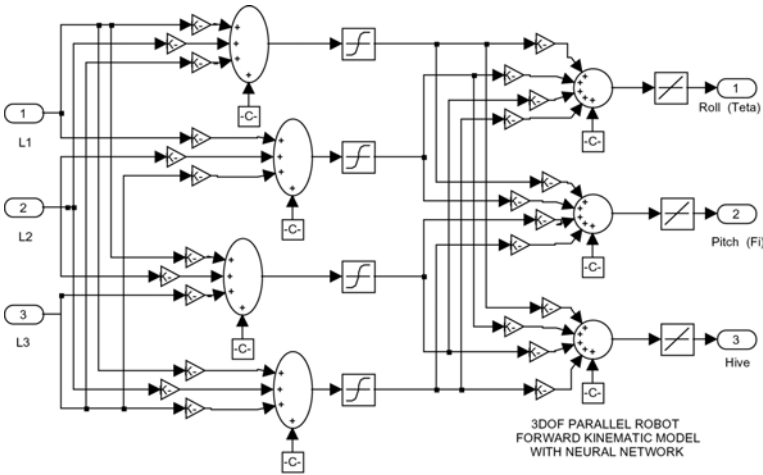 K-
K-
K-
+
+
+
+
-C-
1
L1
K-
K-
K-
+
+
+
+
-C-
2
L2
K-
K-
K-
+
+
+
+
-C-
3
L3
K-
K-
K-
+
+
+
+
-C-
K-
K-
K-
K-
+
+
+
+
+
-C-
1
Roll (Teta)
K-
K-
K-
K-
+
+
+
+
+
-C-
2
Pitch (Fi)
K-
K-
K-
K-
+
+
+
+
+
-C-
3
Hive
3DOF PARALLEL ROBOT
FORWARD KINEMATIC MODEL
WITH NEURAL NETWORK